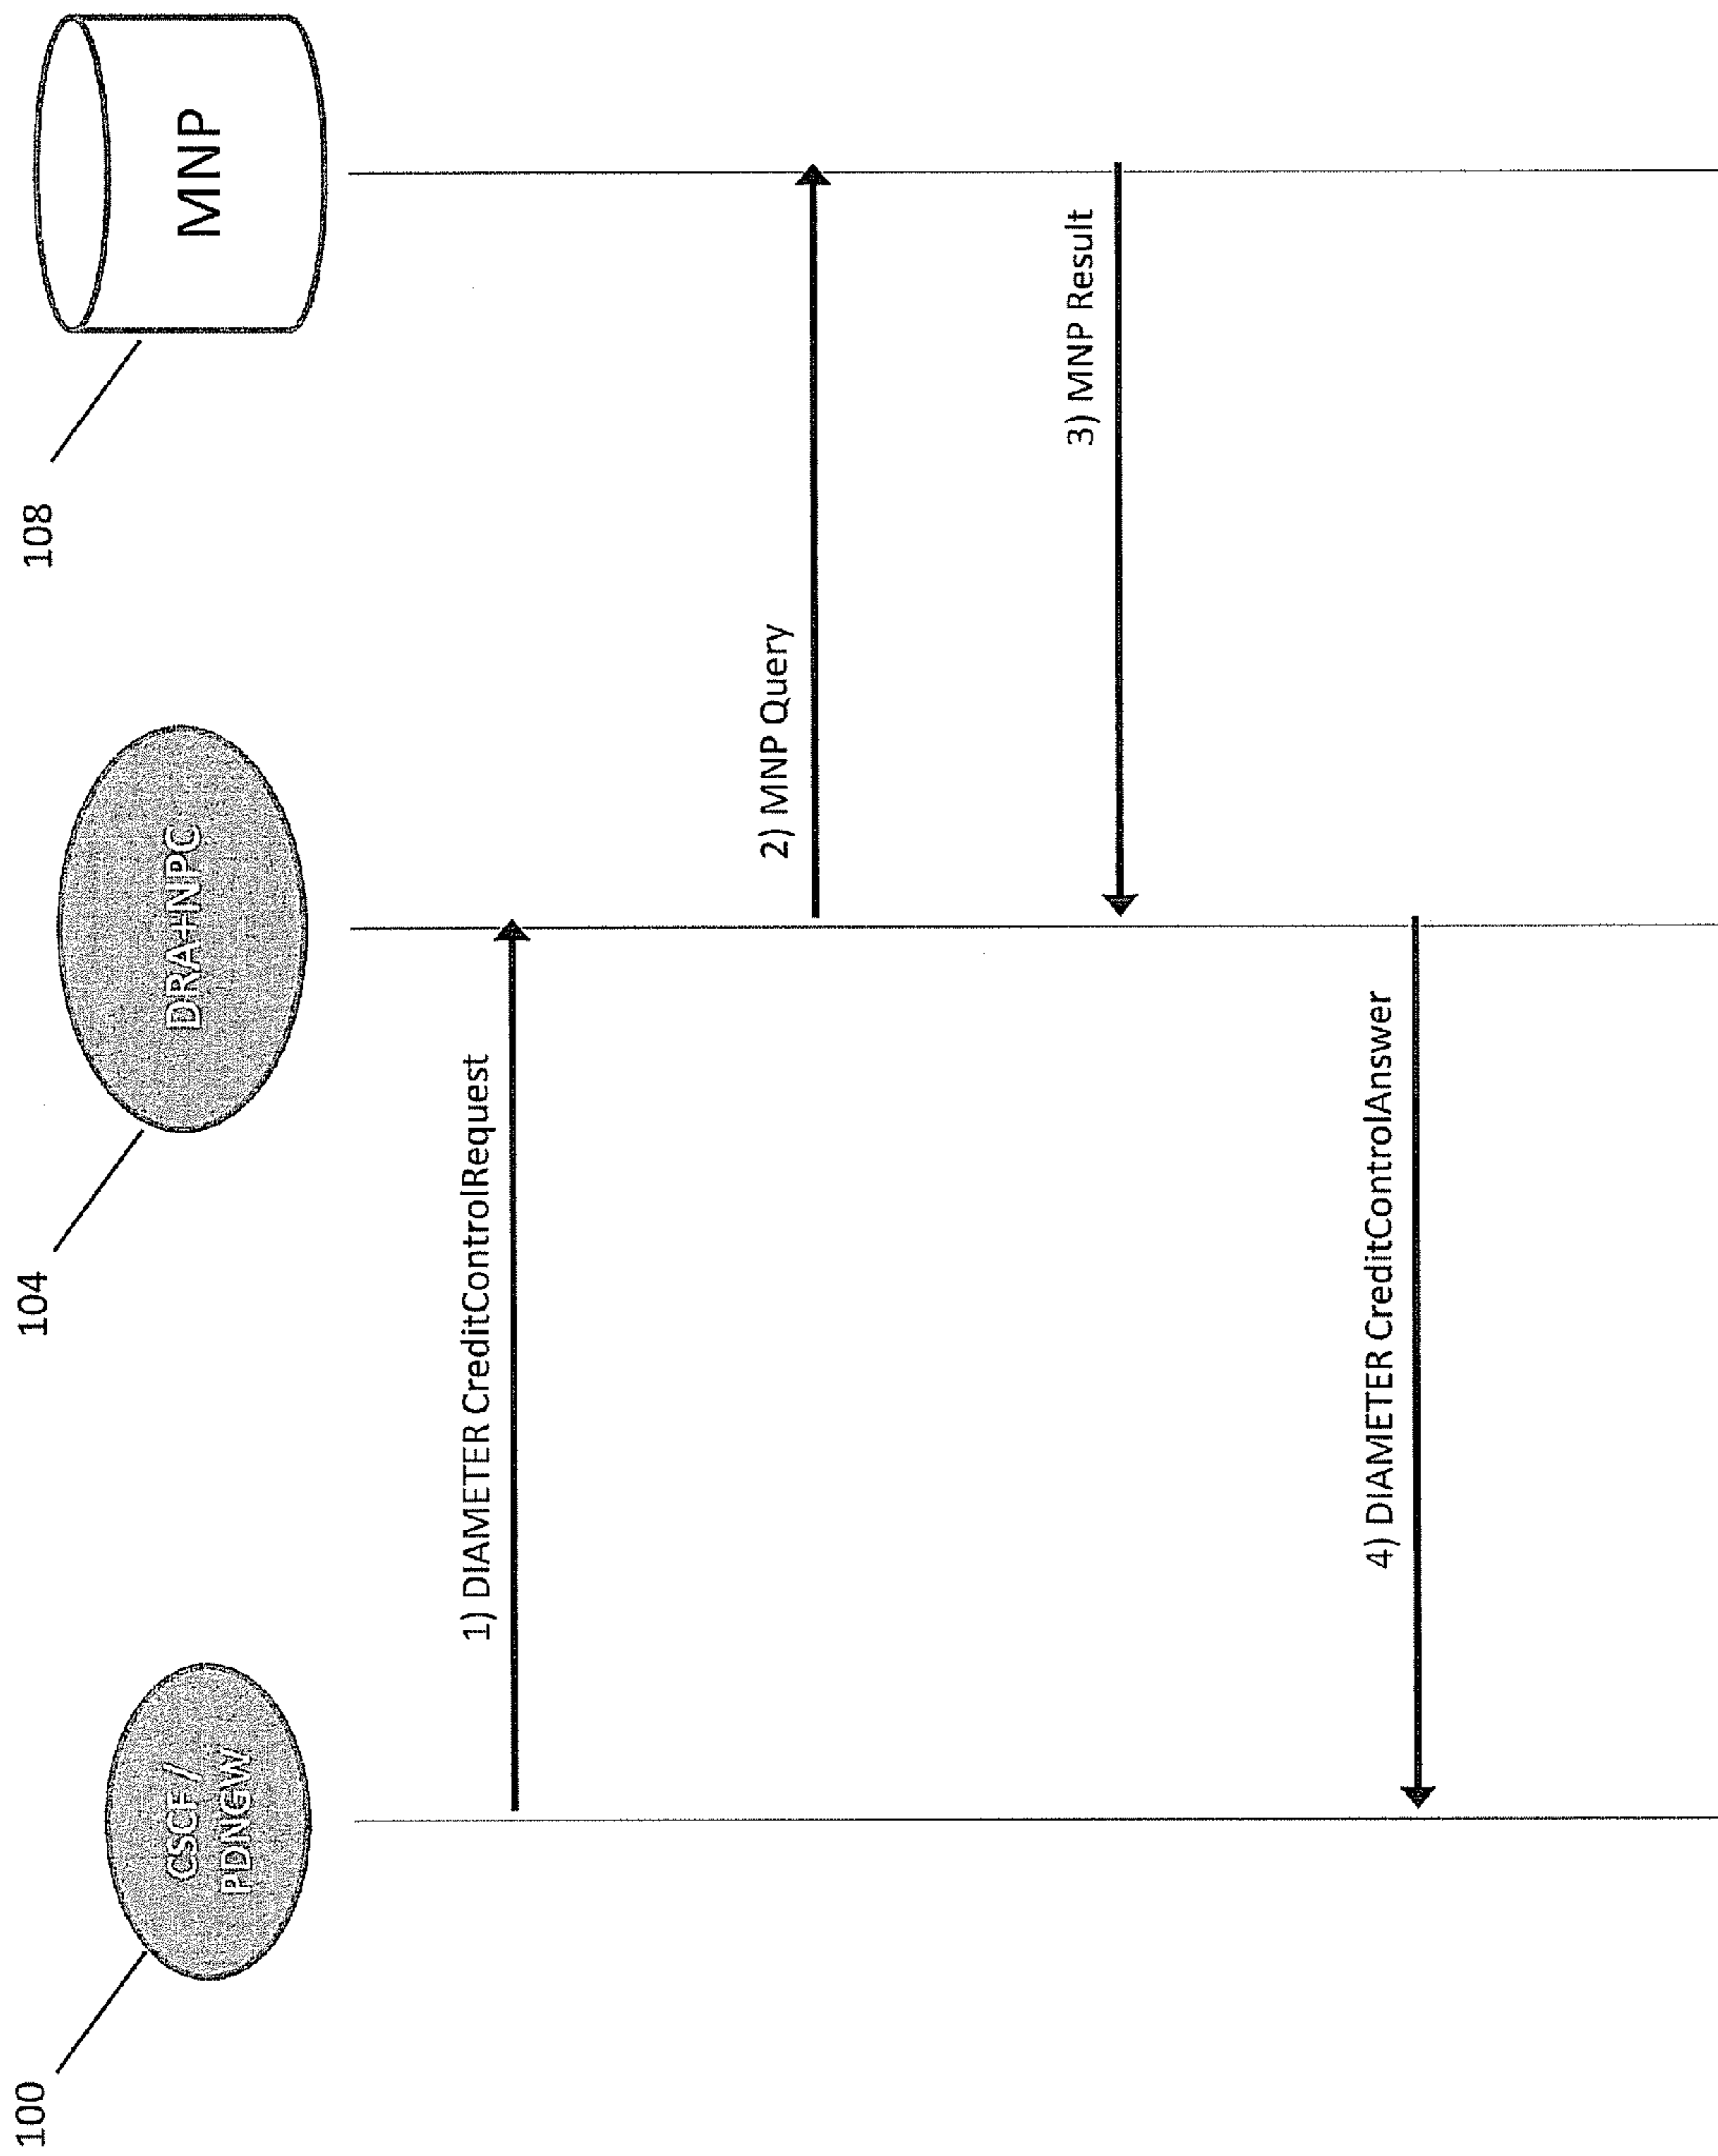 100
104
108
CSCF /
PDNGW
DRA+NPC
MNP
1) DIAMETER CreditControlRequest
2) MNP Query
3) MNP Result
4) DIAMETER CreditControlAnswer